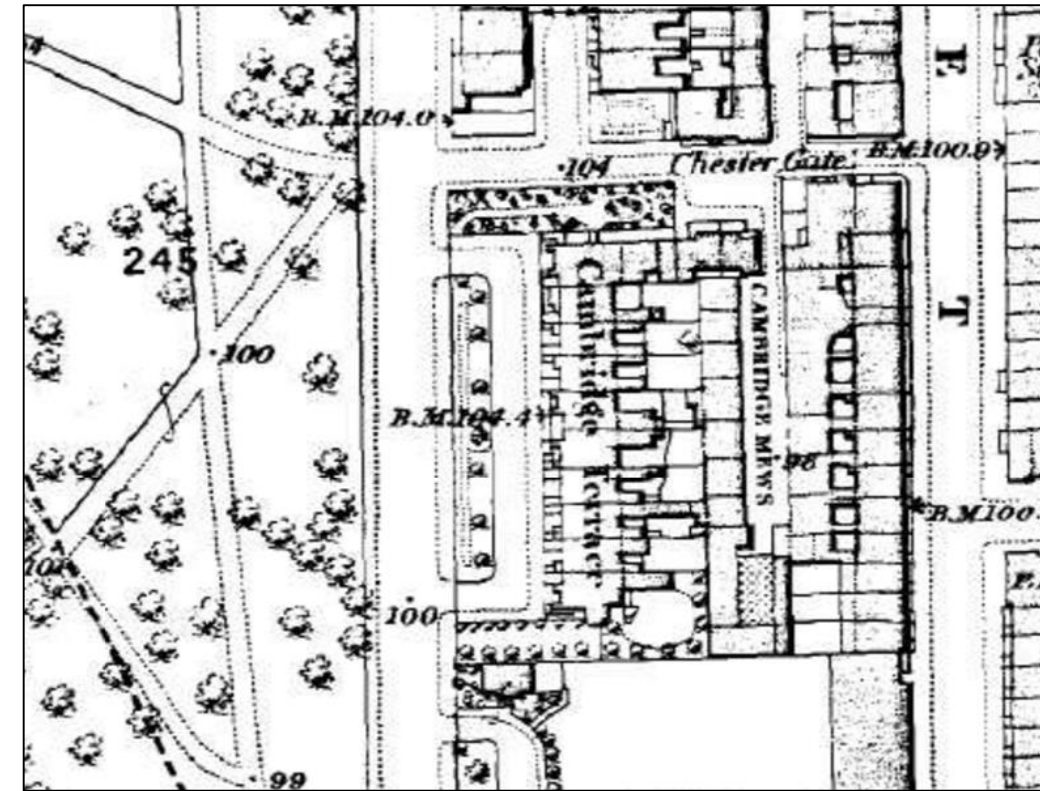 E
B.M.104.0
Chester Gate
B.M.100.9
.104
245
T
.100
Cambridge Terrace
CAMBRIDGE MEWS
B.M.104.4
.98
B.M.100.
100
.99